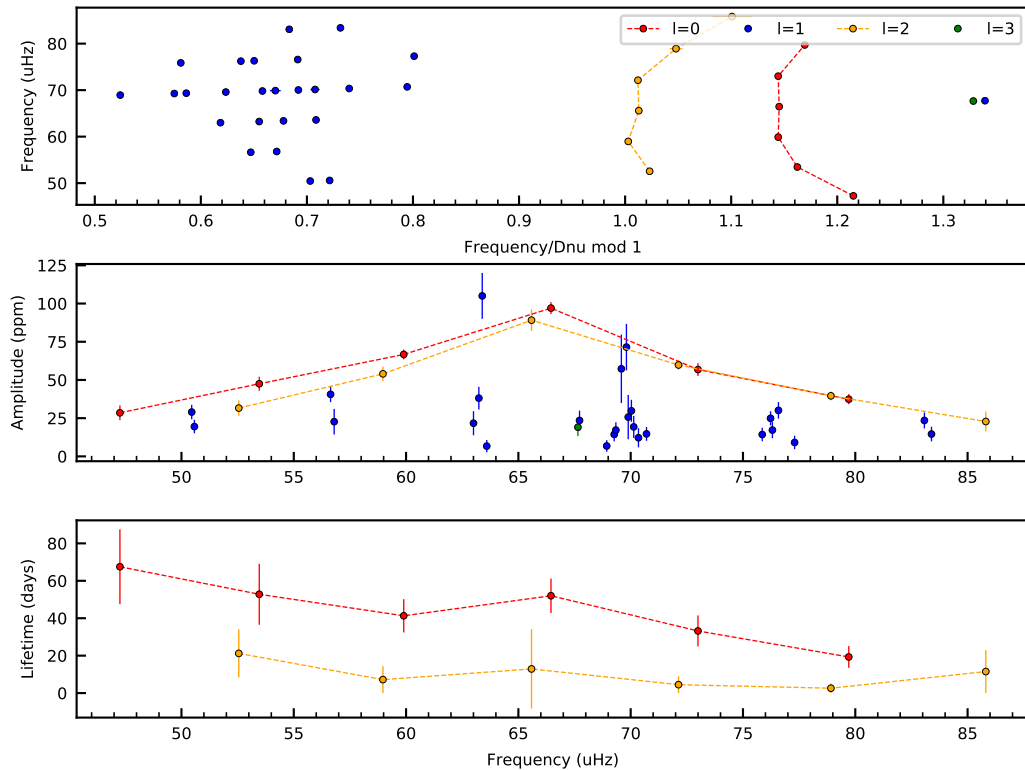 Frequency (uHz)
80
70
60
50
l=0
l=1
l=2
l=3
0.5 0.6 0.7 0.8 0.9 1.0 1.1 1.2 1.3
Frequency/Dnu mod 1
Amplitude (ppm)
125
100
75
50
25
0
50 55 60 65 70 75 80 85
Lifetime (days)
80
60
40
20
0
50 55 60 65 70 75 80 85
Frequency (uHz)